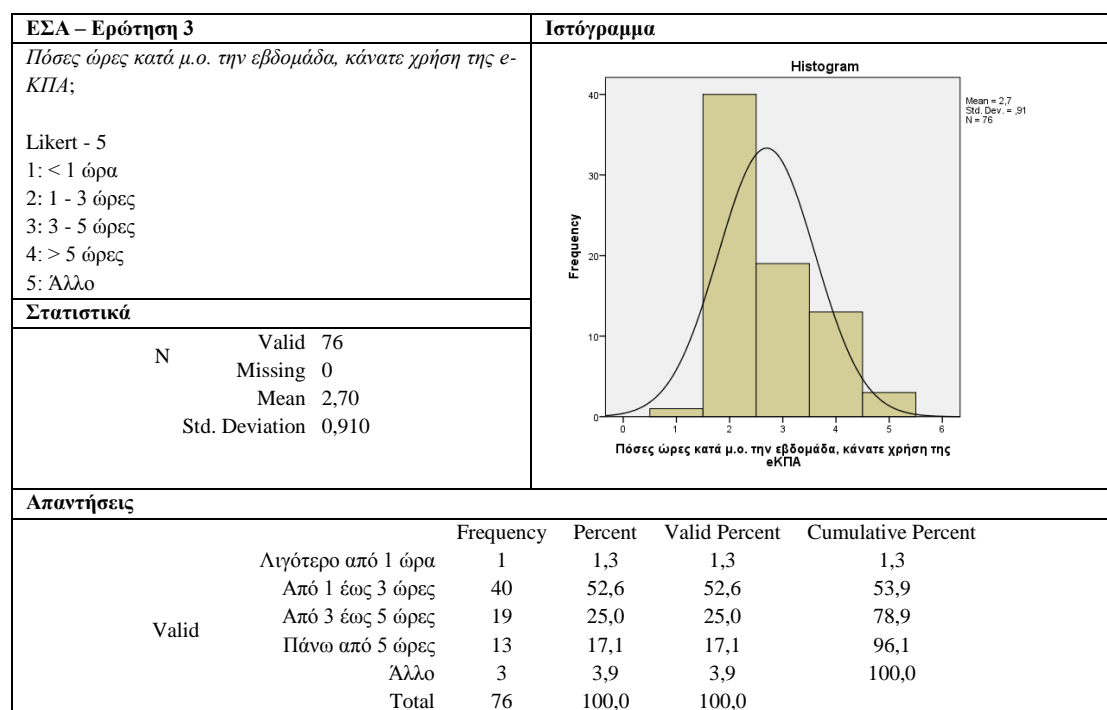 ΕΣΑ – Ερώτηση 3
Πόσες ώρες κατά μ.ο. την εβδομάδα, κάνατε χρήση της e-
ΚΠΑ;
Likert - 5
1: < 1 ώρα
2: 1 - 3 ώρες
3: 3 - 5 ώρες
4: > 5 ώρες
5: Άλλο
Στατιστικά
N Valid 76
Missing 0
Mean 2,70
Std. Deviation 0,910
Ιστόγραμμα
Histogram
Mean = 2,7
Std. Dev. = ,91
N = 76
Frequency
40
30
20
10
0
0 1 2 3 4 5 6
Πόσες ώρες κατά μ.ο. την εβδομάδα, κάνατε χρήση της
eΚΠΑ
Απαντήσεις
Frequency Percent Valid Percent Cumulative Percent
Valid
Λιγότερο από 1 ώρα 1 1,3 1,3 1,3
Από 1 έως 3 ώρες 40 52,6 52,6 53,9
Από 3 έως 5 ώρες 19 25,0 25,0 78,9
Πάνω από 5 ώρες 13 17,1 17,1 96,1
Άλλο 3 3,9 3,9 100,0
Total 76 100,0 100,0